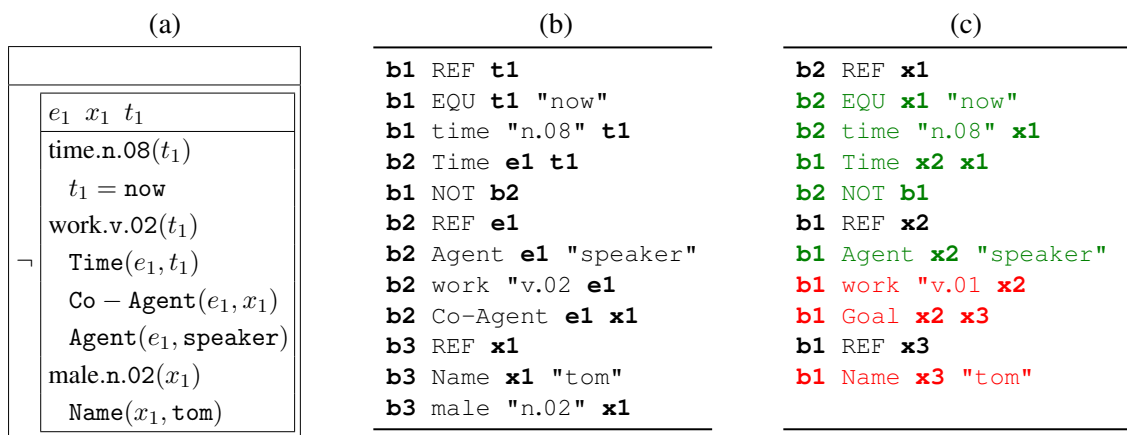 (a)
e₁ x₁ t₁
time.n.08(t₁)
t₁ = now
work.v.02(t₁)
¬ Time(e₁, t₁)
Co − Agent(e₁, x₁)
Agent(e₁, speaker)
male.n.02(x₁)
Name(x₁, tom)
(b)
b1 REF t1
b1 EQU t1 "now"
b1 time "n.08" t1
b2 Time e1 t1
b1 NOT b2
b2 REF e1
b2 Agent e1 "speaker"
b2 work "v.02 e1
b2 Co-Agent e1 x1
b3 REF x1
b3 Name x1 "tom"
b3 male "n.02" x1
(c)
b2 REF x1
b2 EQU x1 "now"
b2 time "n.08" x1
b1 Time x2 x1
b2 NOT b1
b1 REF x2
b1 Agent x2 "speaker"
b1 work "v.01 x2
b1 Goal x2 x3
b1 REF x3
b1 Name x3 "tom"